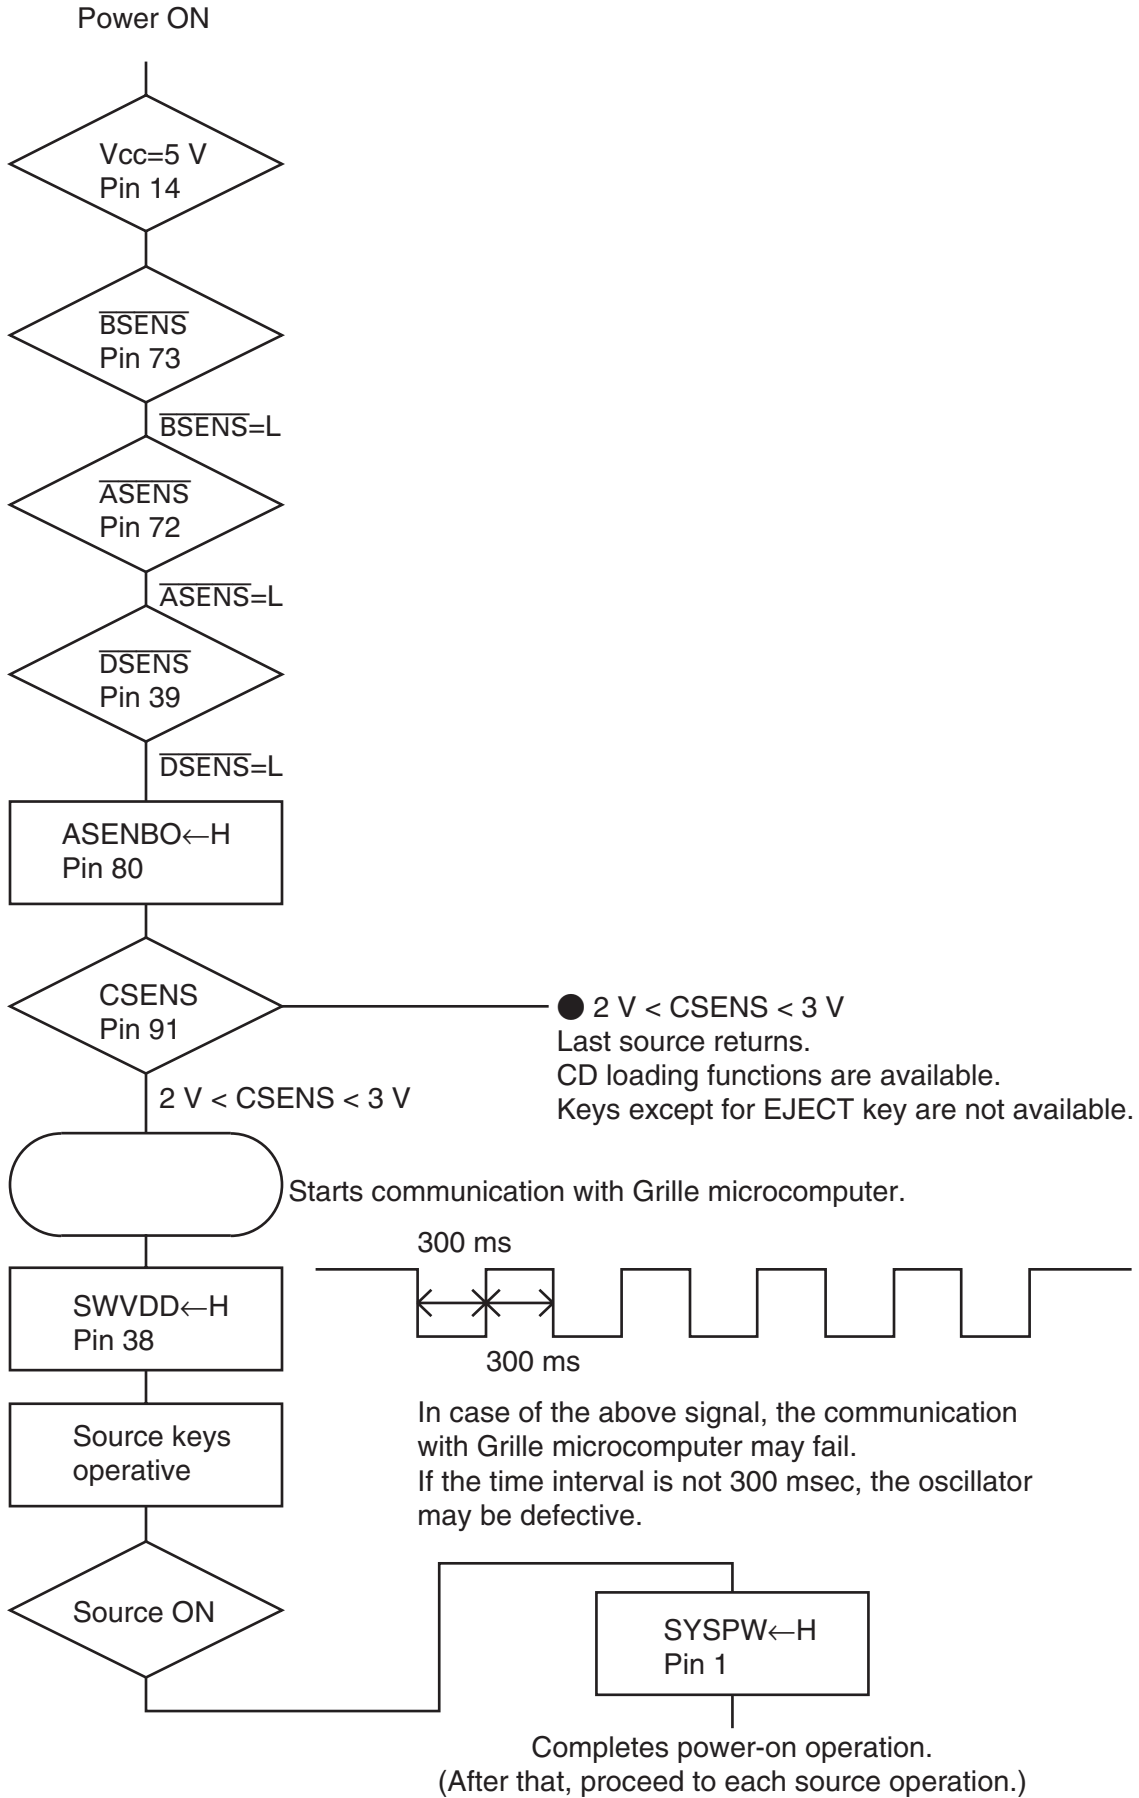 Power ON
Vcc=5 V
Pin 14
BSENS
Pin 73
BSENS=L
ASENS
Pin 72
ASENS=L
DSENS
Pin 39
DSENS=L
ASENBO←H
Pin 80
CSENS
Pin 91
● 2 V < CSENS < 3 V
Last source returns.
CD loading functions are available.
Keys except for EJECT key are not available.
2 V < CSENS < 3 V
Starts communication with Grille microcomputer.
300 ms
SWVDD←H
Pin 38
300 ms
In case of the above signal, the communication
with Grille microcomputer may fail.
If the time interval is not 300 msec, the oscillator
may be defective.
Source keys
operative
Source ON
SYSPW←H
Pin 1
Completes power-on operation.
(After that, proceed to each source operation.)